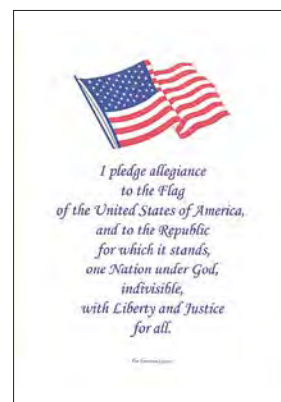 I pledge allegiance
to the Flag
of the United States of America,
and to the Republic
for which it stands,
one Nation under God,
indivisible,
with Liberty and Justice
for all.